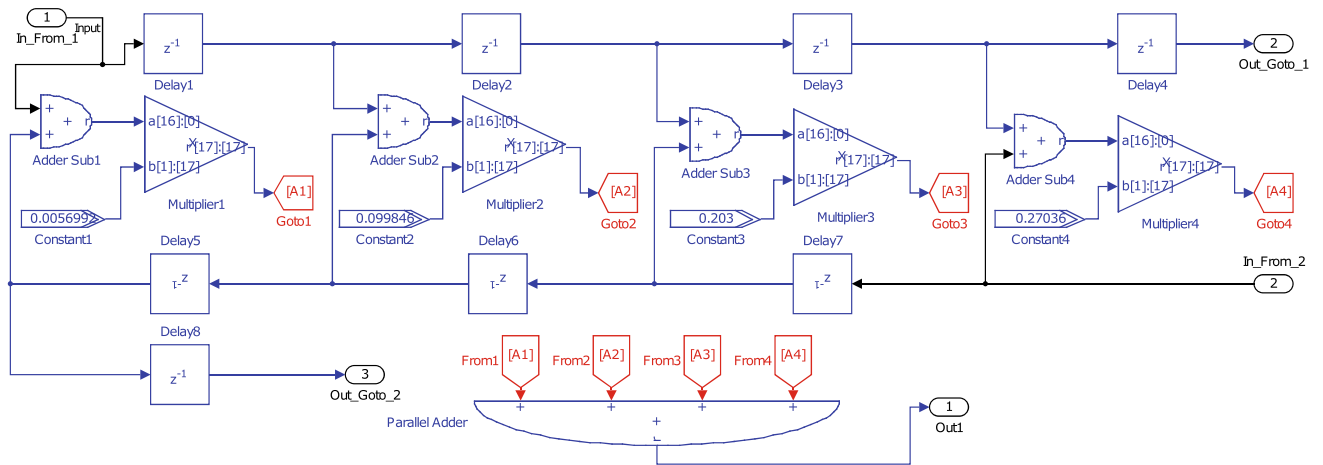 1
In_From_1
Input
z-1
Delay1
z-1
Delay2
z-1
Delay3
z-1
Delay4
2
Out_Goto_1
+
+
+
r
Adder Sub1
a[16]:[0]
X
r[17]:[17]
b[1]:[17]
Multiplier1
0.0056992
Constant1
[A1]
Goto1
+
+
+
r
Adder Sub2
a[16]:[0]
X
r[17]:[17]
b[1]:[17]
Multiplier2
0.099846
Constant2
[A2]
Goto2
+
+
+
r
Adder Sub3
a[16]:[0]
X
r[17]:[17]
b[1]:[17]
Multiplier3
0.203
Constant3
[A3]
Goto3
+
+
+
r
Adder Sub4
a[16]:[0]
X
r[17]:[17]
b[1]:[17]
Multiplier4
0.27036
Constant4
[A4]
Goto4
Delay5
z-1
Delay6
z-1
Delay7
z-1
In_From_2
2
Delay8
z-1
3
Out_Goto_2
From1
[A1]
From2
[A2]
From3
[A3]
From4
[A4]
Parallel Adder
+
+
+
+
+
r
1
Out1